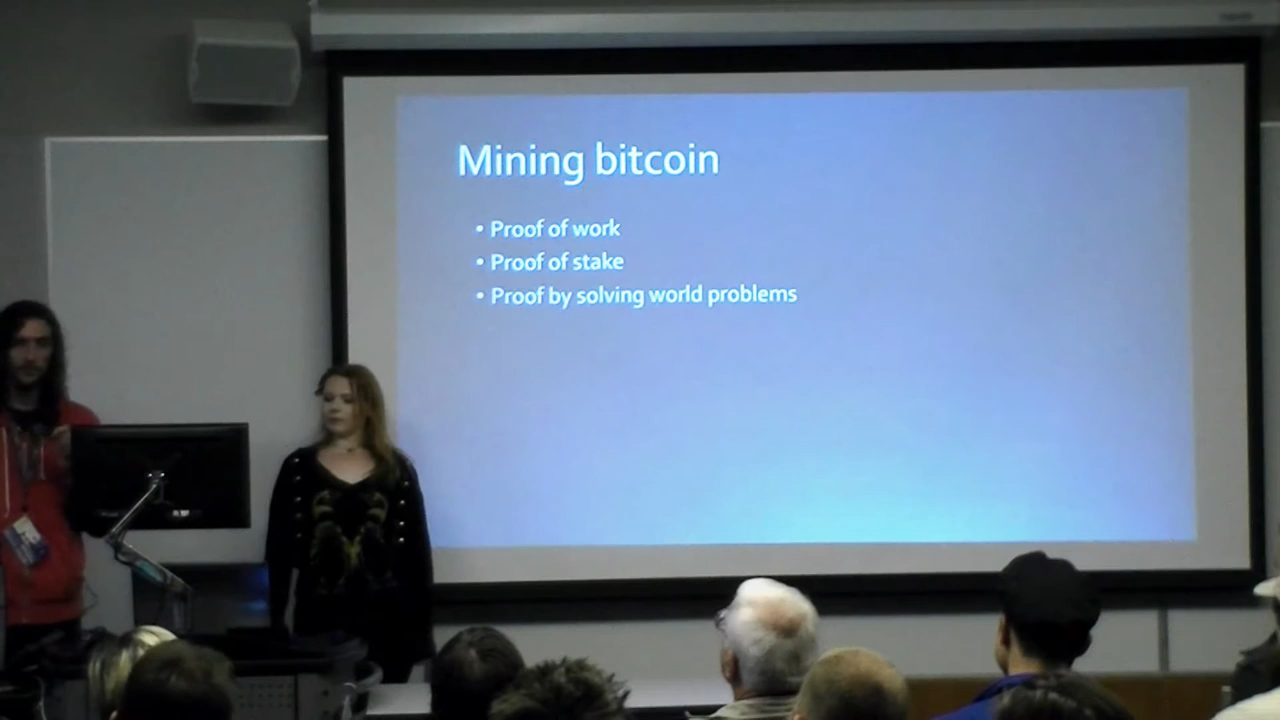 Mining bitcoin
• Proof of work
• Proof of stake
• Proof by solving world problems